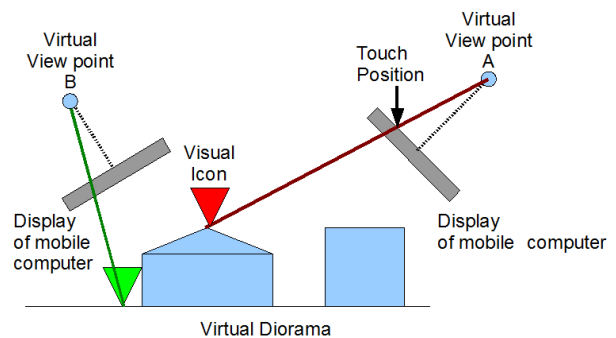 Virtual
View point
B
Virtual
View point
A
Touch
Position
Visual
Icon
Display
of mobile
computer
Display
of mobile computer
Virtual Diorama